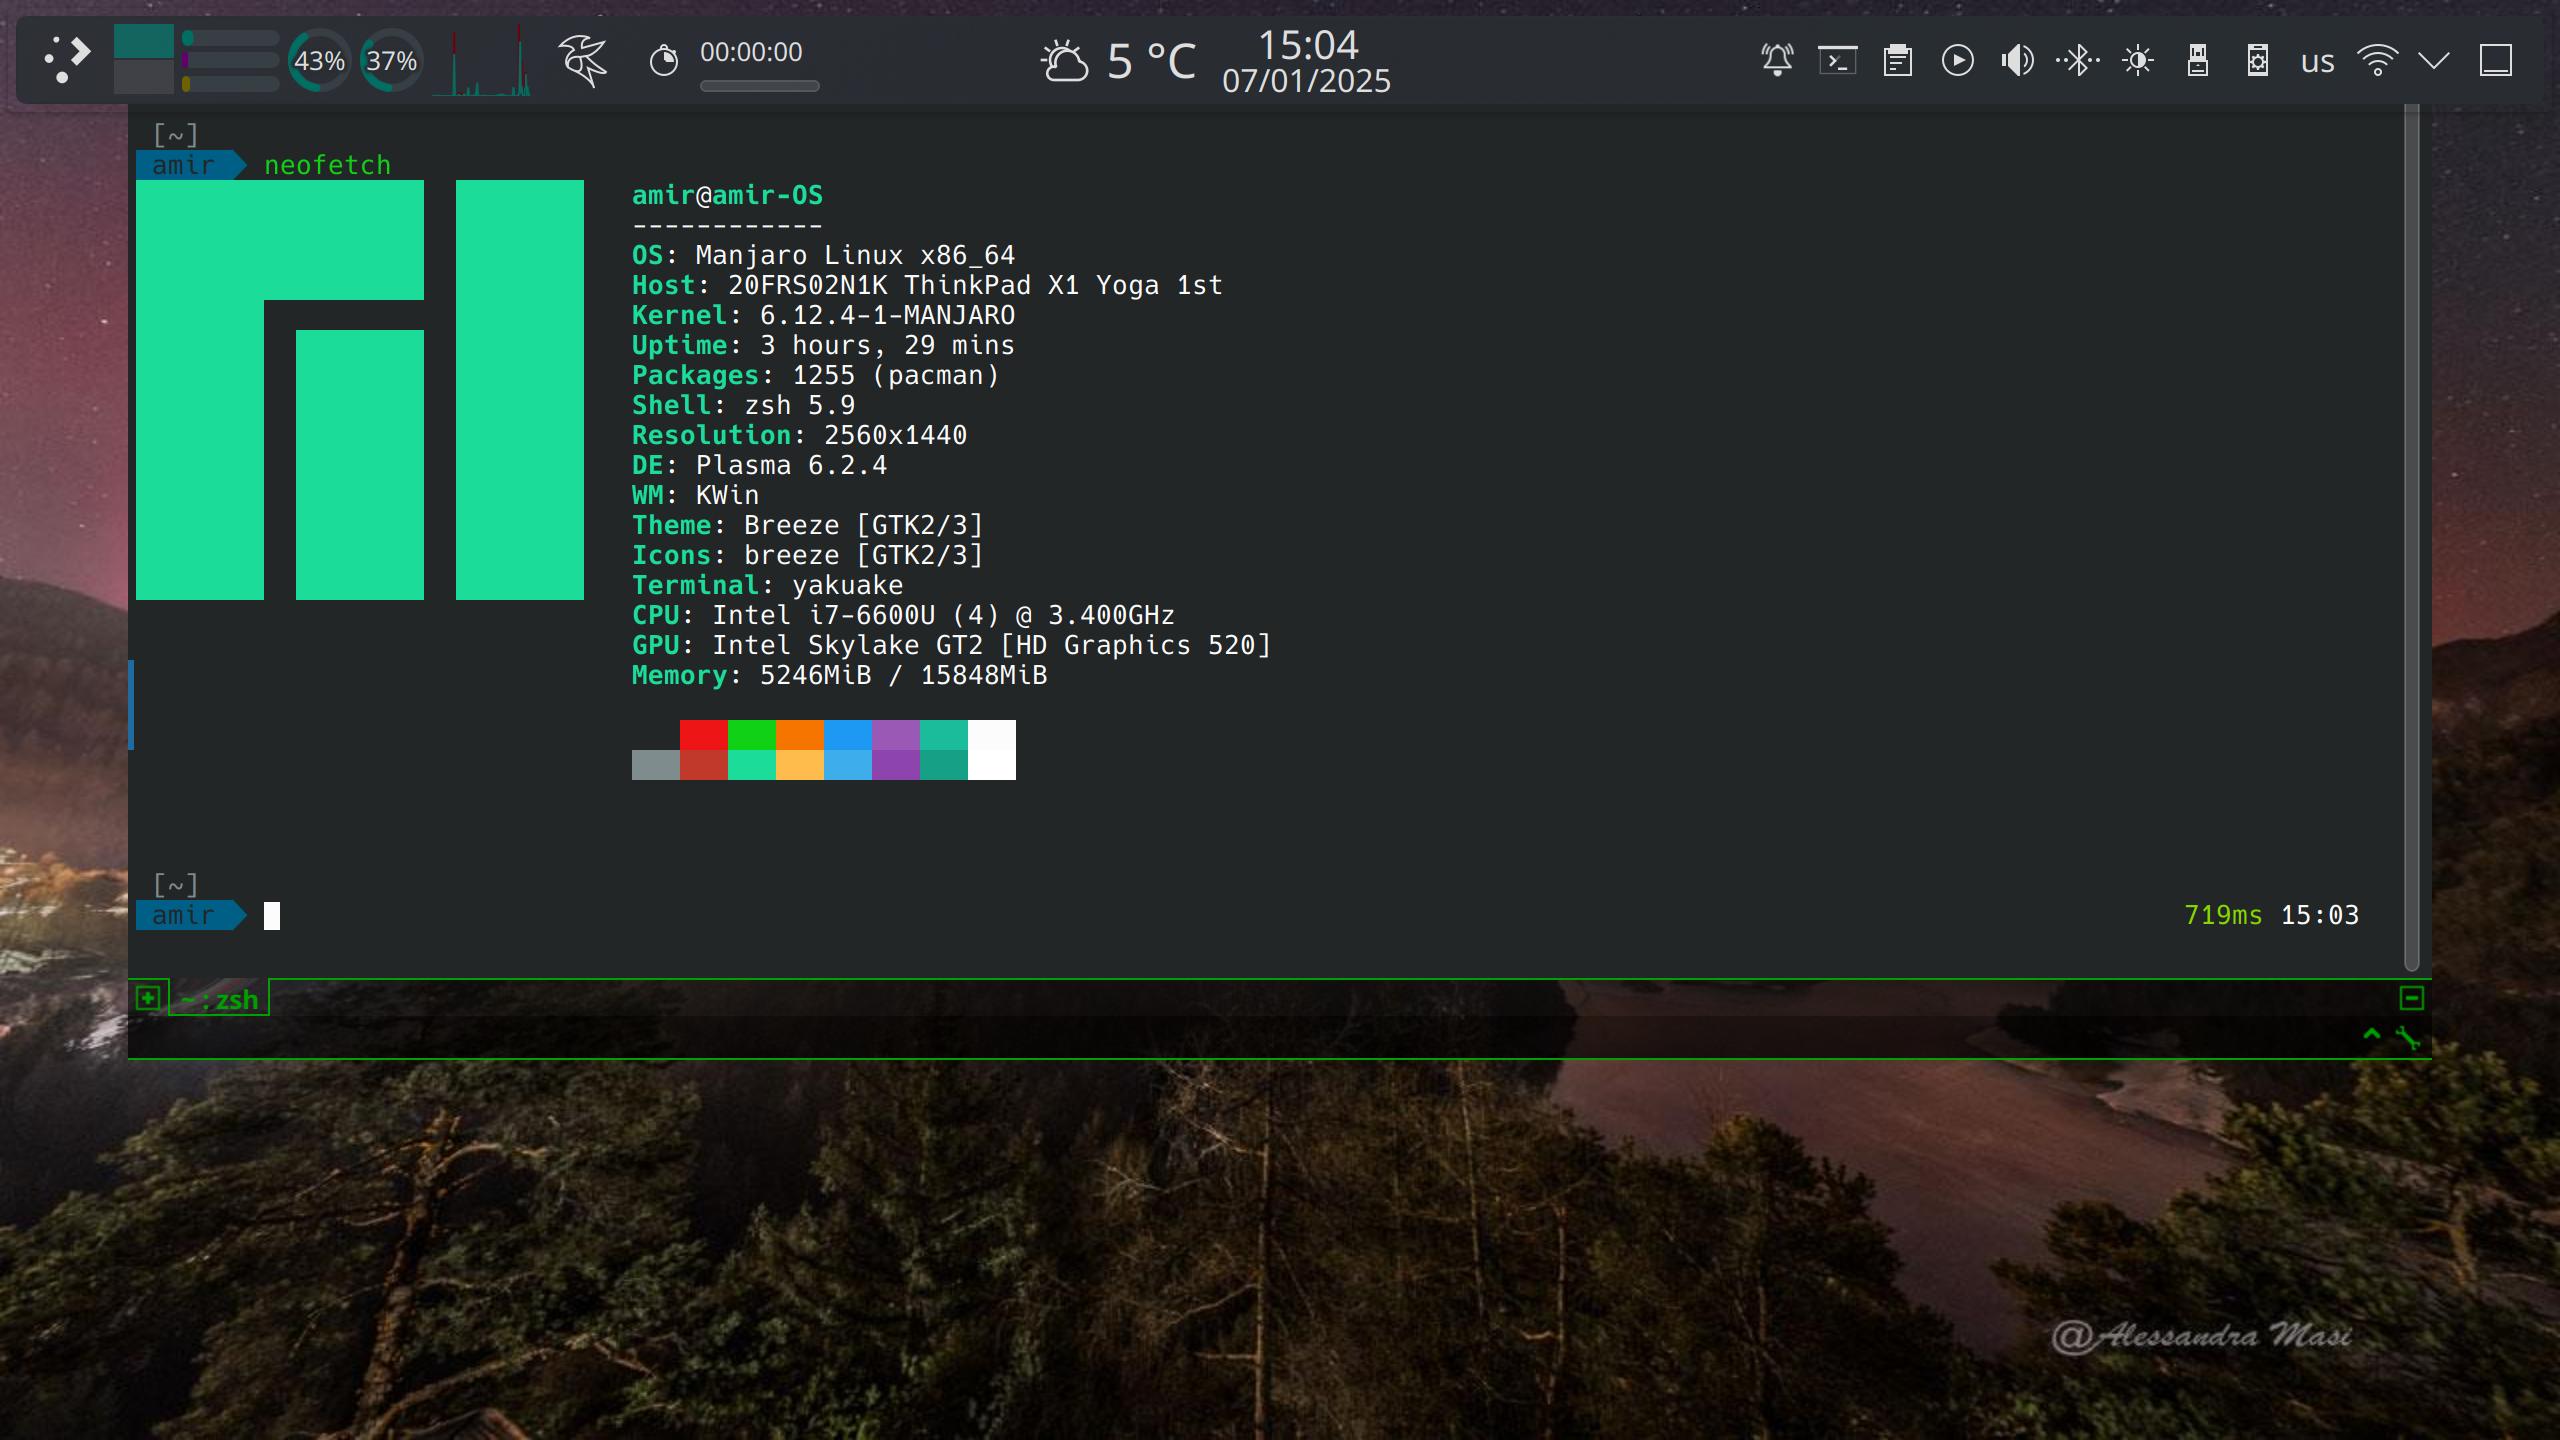 43% 37% 00:00:00 5 °C 15:04 us
07/01/2025
[~]
amir neofetch
amir@amir-OS
------------
OS: Manjaro Linux x86_64
Host: 20FRS02N1K ThinkPad X1 Yoga 1st
Kernel: 6.12.4-1-MANJARO
Uptime: 3 hours, 29 mins
Packages: 1255 (pacman)
Shell: zsh 5.9
Resolution: 2560x1440
DE: Plasma 6.2.4
WM: KWin
Theme: Breeze [GTK2/3]
Icons: breeze [GTK2/3]
Terminal: yakuake
CPU: Intel i7-6600U (4) @ 3.400GHz
GPU: Intel Skylake GT2 [HD Graphics 520]
Memory: 5246MiB / 15848MiB
[~]
amir 719ms 15:03
~ : zsh
@Alessandra Masi